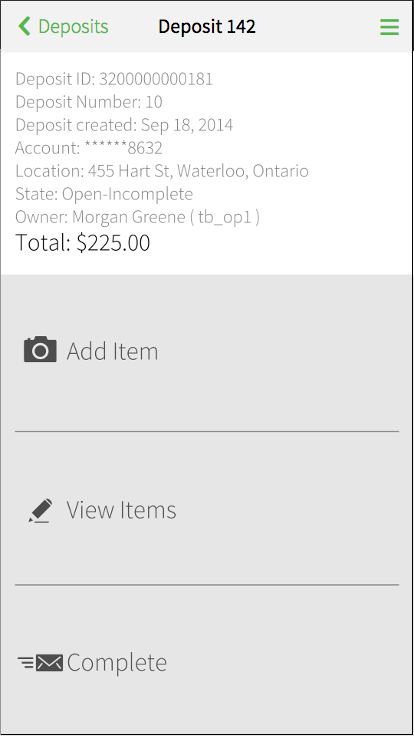 Deposits
Deposit 142
Deposit ID: 3200000000181
Deposit Number: 10
Deposit created: Sep 18, 2014
Account: ******8632
Location: 455 Hart St, Waterloo, Ontario
State: Open-Incomplete
Owner: Morgan Greene ( tb_op1 )
Total: $225.00
Add Item
View Items
Complete